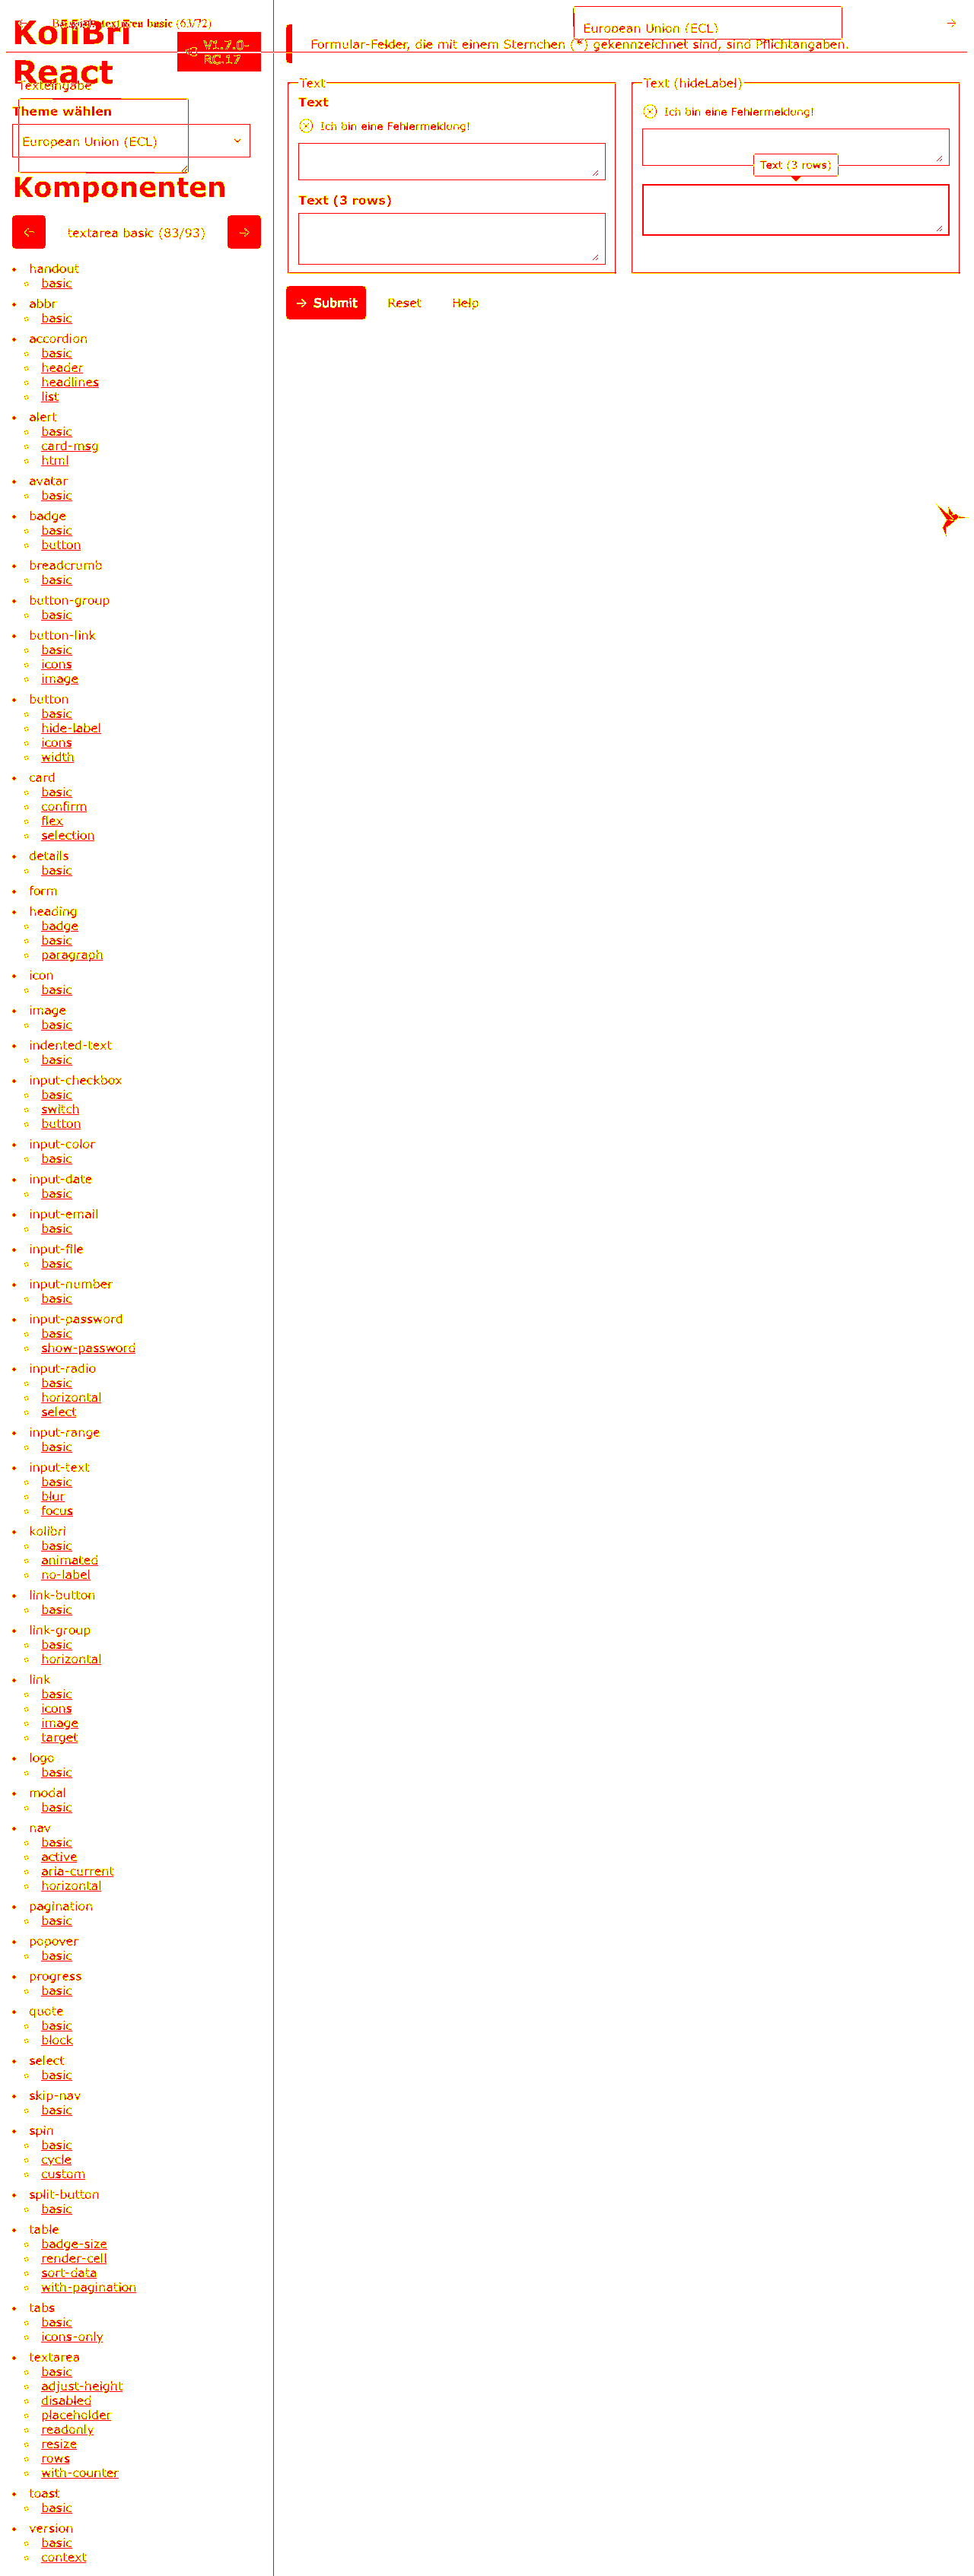 Beispiel: textarea basic (63/72)
KoliBri
React
V1.7.0-
RC.17
Texteingabe
Theme wählen
European Union (ECL)
Komponenten
textarea basic (83/93)
handout
basic
abbr
basic
accordion
basic
header
headlines
list
alert
basic
card-msg
html
avatar
basic
badge
basic
button
breadcrumb
basic
button-group
basic
button-link
basic
icons
image
button
basic
hide-label
icons
width
card
basic
confirm
flex
selection
details
basic
form
heading
badge
basic
paragraph
icon
basic
image
basic
indented-text
basic
input-checkbox
basic
switch
button
input-color
basic
input-date
basic
input-email
basic
input-file
basic
input-number
basic
input-password
basic
show-password
input-radio
basic
horizontal
select
input-range
basic
input-text
basic
blur
focus
kolibri
basic
animated
no-label
link-button
basic
link-group
basic
horizontal
link
basic
icons
image
target
logo
basic
modal
basic
nav
basic
active
aria-current
horizontal
pagination
basic
popover
basic
progress
basic
quote
basic
block
select
basic
skip-nav
basic
spin
basic
cycle
custom
split-button
basic
table
badge-size
render-cell
sort-data
with-pagination
tabs
basic
icons-only
textarea
basic
adjust-height
disabled
placeholder
readonly
resize
rows
with-counter
toast
basic
version
basic
context
European Union (ECL)
Formular-Felder, die mit einem Sternchen (*) gekennzeichnet sind, sind Pflichtangaben.
Text
Text
Ich bin eine Fehlermeldung!
Text (3 rows)
Text (hideLabel)
Ich bin eine Fehlermeldung!
Text (3 rows)
Submit
Reset
Help